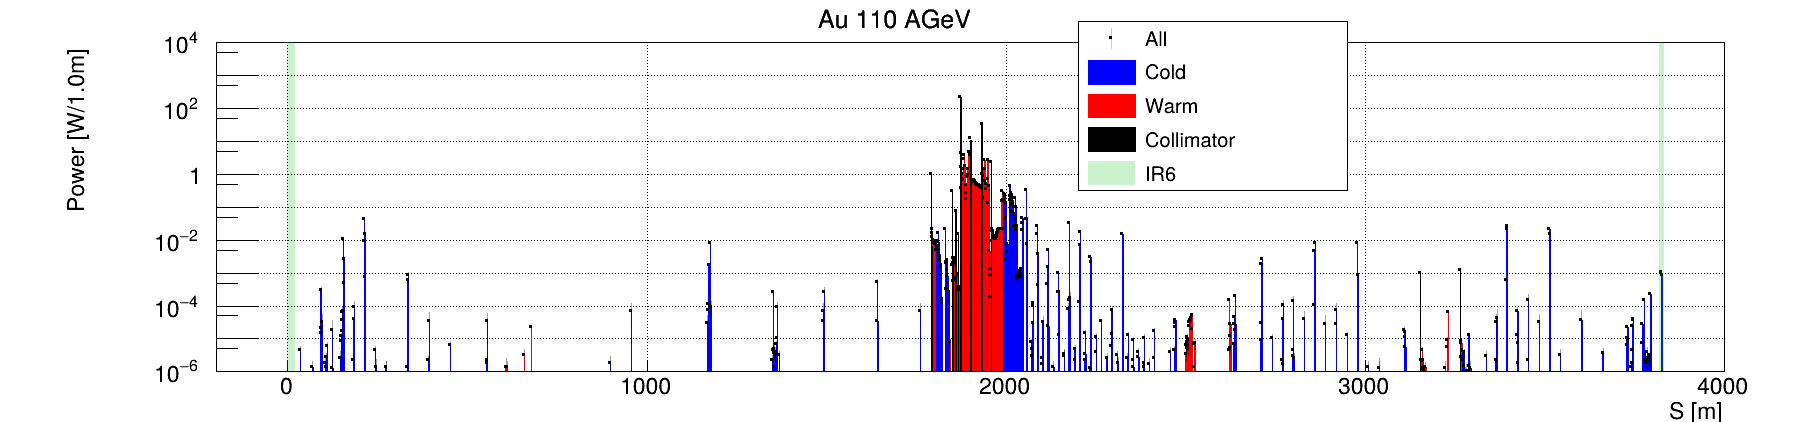 Au 110 AGeV
Power [W/1.0m]
10^4
10^2
1
10^−2
10^−4
10^−6
All
Cold
Warm
Collimator
IR6
0 1000 2000 3000 4000
S [m]